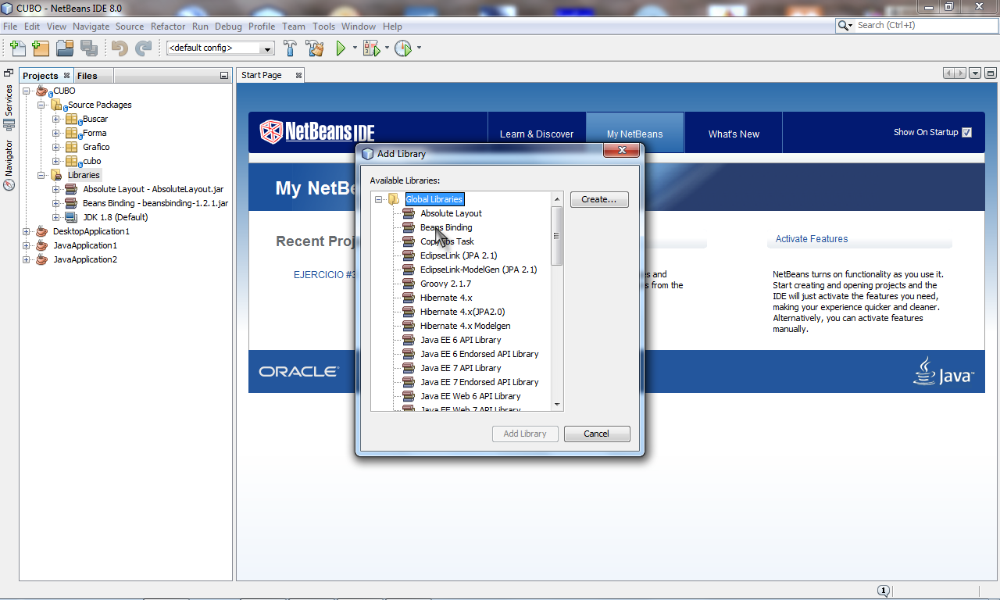 CUBO - NetBeans IDE 8.0
File Edit View Navigate Source Refactor Run Debug Profile Team Tools Window Help
Search (Ctrl+I)
<default config>
Projects Files
Start Page
Services
Navigator
CUBO
Source Packages
Buscar
Forma
Grafico
cubo
Libraries
Absolute Layout - AbsoluteLayout.jar
Beans Binding - beansbinding-1.2.1.jar
JDK 1.8 (Default)
DesktopApplication1
JavaApplication1
JavaApplication2
NetBeans IDE
Learn & Discover
My NetBeans
What's New
Show On Startup
My NetBe
Recent Proj
EJERCICIO #3
s and
s from the
Activate Features
NetBeans turns on functionality as you use it.
Start creating and opening projects and the
IDE will just activate the features you need,
making your experience quicker and cleaner.
Alternatively, you can activate features
manually.
ORACLE
Java
Add Library
Available Libraries:
Global Libraries
Absolute Layout
Beans Binding
Task
EclipseLink (JPA 2.1)
EclipseLink-ModelGen (JPA 2.1)
Groovy 2.1.7
Hibernate 4.x
Hibernate 4.x(JPA2.0)
Hibernate 4.x Modelgen
Java EE 6 API Library
Java EE 6 Endorsed API Library
Java EE 7 API Library
Java EE 7 Endorsed API Library
Java EE Web 6 API Library
Java EE Web 7 API Library
Create...
Add Library
Cancel
1